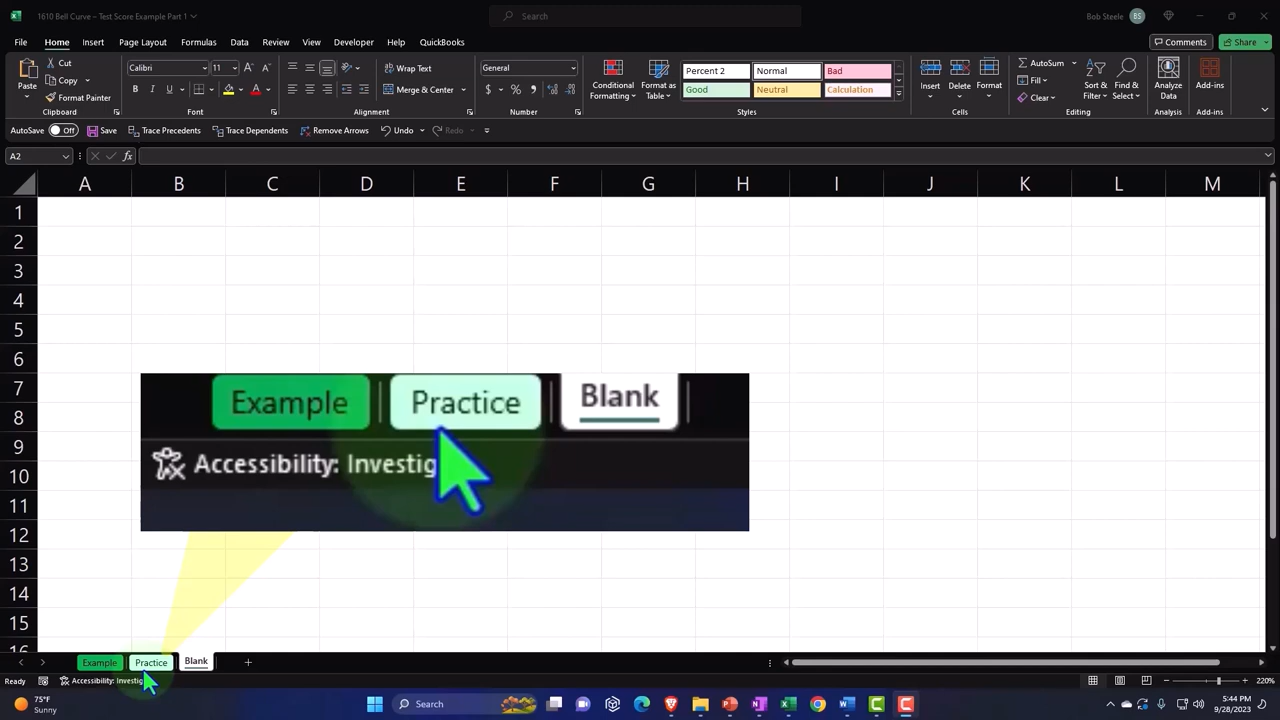 1610 Bell Curve – Test Score Example Part 1
Search
Bob Steele
BS
File
Home
Insert
Page Layout
Formulas
Data
Review
View
Developer
Help
QuickBooks
Comments
Share
Paste
Cut
Copy
Format Painter
Clipboard
Calibri
11
B
I
U
Font
Wrap Text
Merge & Center
Alignment
General
Number
Conditional
Formatting
Format as
Table
Percent 2
Normal
Bad
Good
Neutral
Calculation
Styles
Insert
Delete
Format
Cells
AutoSum
Fill
Clear
Sort &
Filter
Find &
Select
Editing
Analyze
Data
Analysis
Add-ins
Add-ins
AutoSave
Off
Save
Trace Precedents
Trace Dependents
Remove Arrows
Undo
Redo
A2
fx
A B C D E F G H I J K L M
1
2
3
4
5
6
7
8
9
10
11
12
13
14
15
16
Example
Practice
Blank
Accessibility: Investig
Example
Practice
Blank
Ready
Accessibility: Investig
220%
75°F
Sunny
Search
5:44 PM
9/28/2023